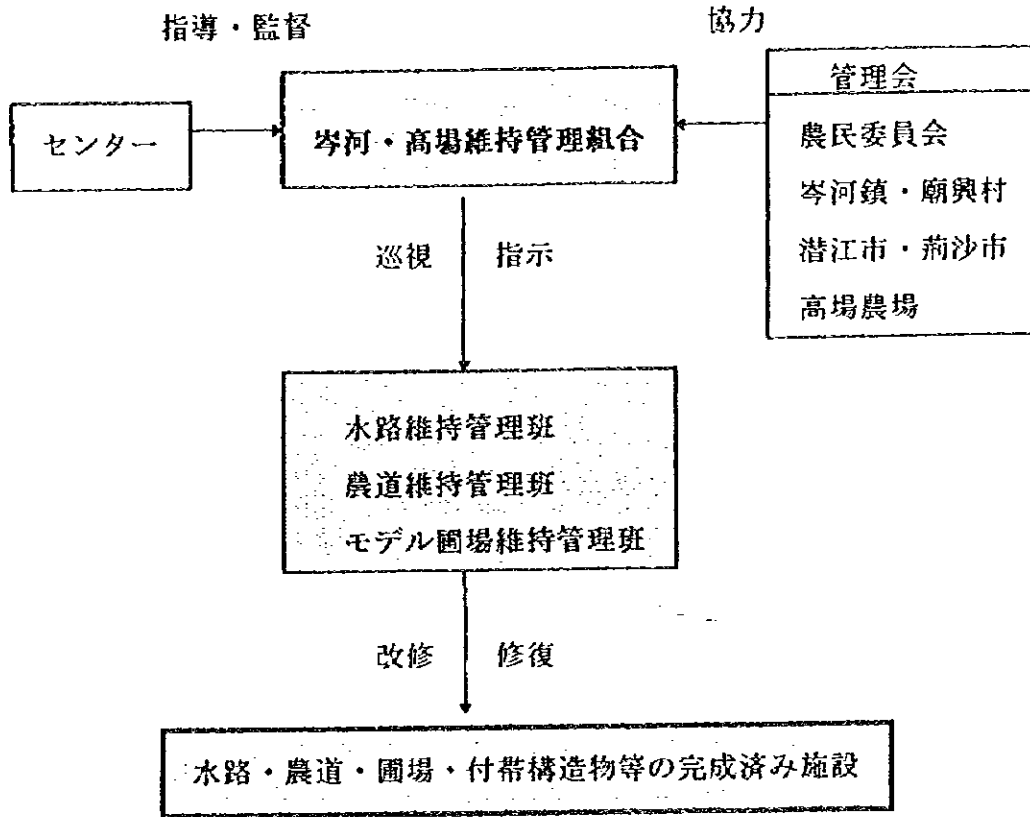 指導・監督
協力
センター
岑河・高場維持管理組合
管理会
農民委員会
岑河鎮・廟興村
潜江市・荊沙市
高場農場
巡視 指示
水路維持管理班
農道維持管理班
モデル圃場維持管理班
改修 修復
水路・農道・圃場・付帯構造物等の完成済み施設